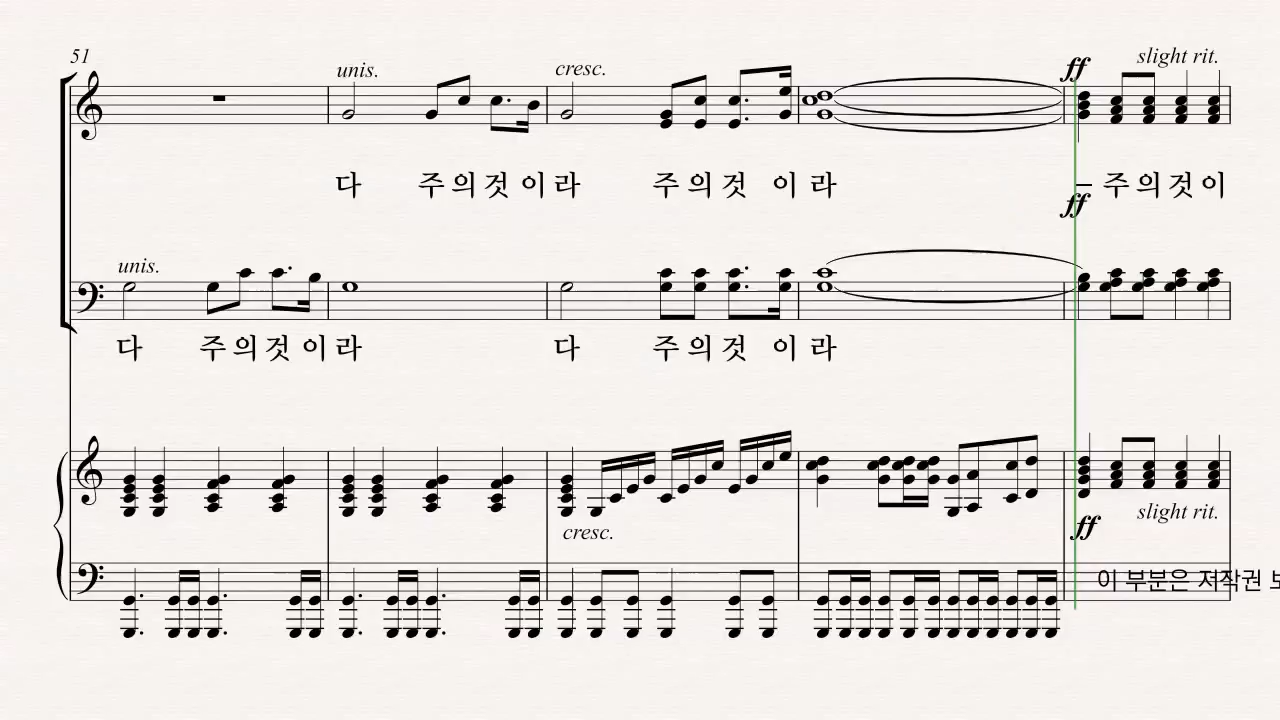 51
unis. cresc. ff slight rit.
다 주의것이라 주의것 이라 – 주의것이
ff
unis.
다 주의것이라 다 주의것 이라
cresc. ff slight rit.
이 부분은 저작권 보